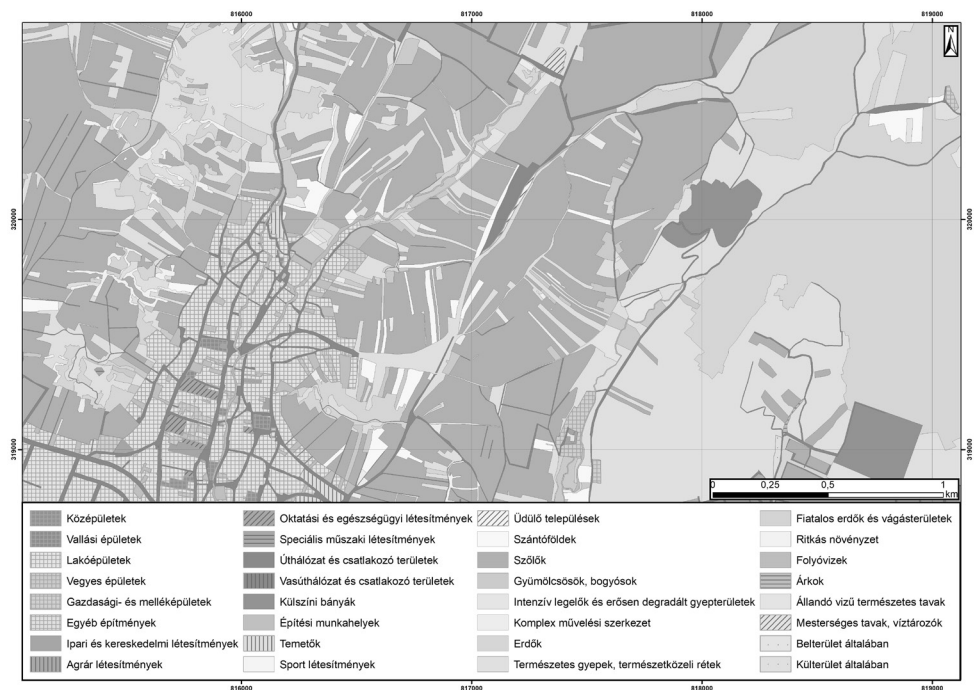 816000
817000
818000
819000
N
320000
320000
319000
319000
0
0,25
0,5
1
km
Középületek
Vallási épületek
Lakóépületek
Vegyes épületek
Gazdasági- és melléképületek
Egyéb építmények
Ipari és kereskedelmi létesítmények
Agrár létesítmények
Oktatási és egészségügyi létesítmények
Speciális műszaki létesítmények
Úthálózat és csatlakozó területek
Vasúthálózat és csatlakozó területek
Külszíni bányák
Építési munkahelyek
Temetők
Sport létesítmények
Üdülő települések
Szántóföldek
Szőlők
Gyümölcsösök, bogyósok
Intenzív legelők és erősen degradált gyepterületek
Komplex művelési szerkezet
Erdők
Természetes gyepek, természetközeli rétek
Fiatalos erdők és vágásterületek
Ritkás növényzet
Folyóvizek
Árkok
Állandó vizű természetes tavak
Mesterséges tavak, víztározók
Belterület általában
Külterület általában
816000
817000
818000
819000